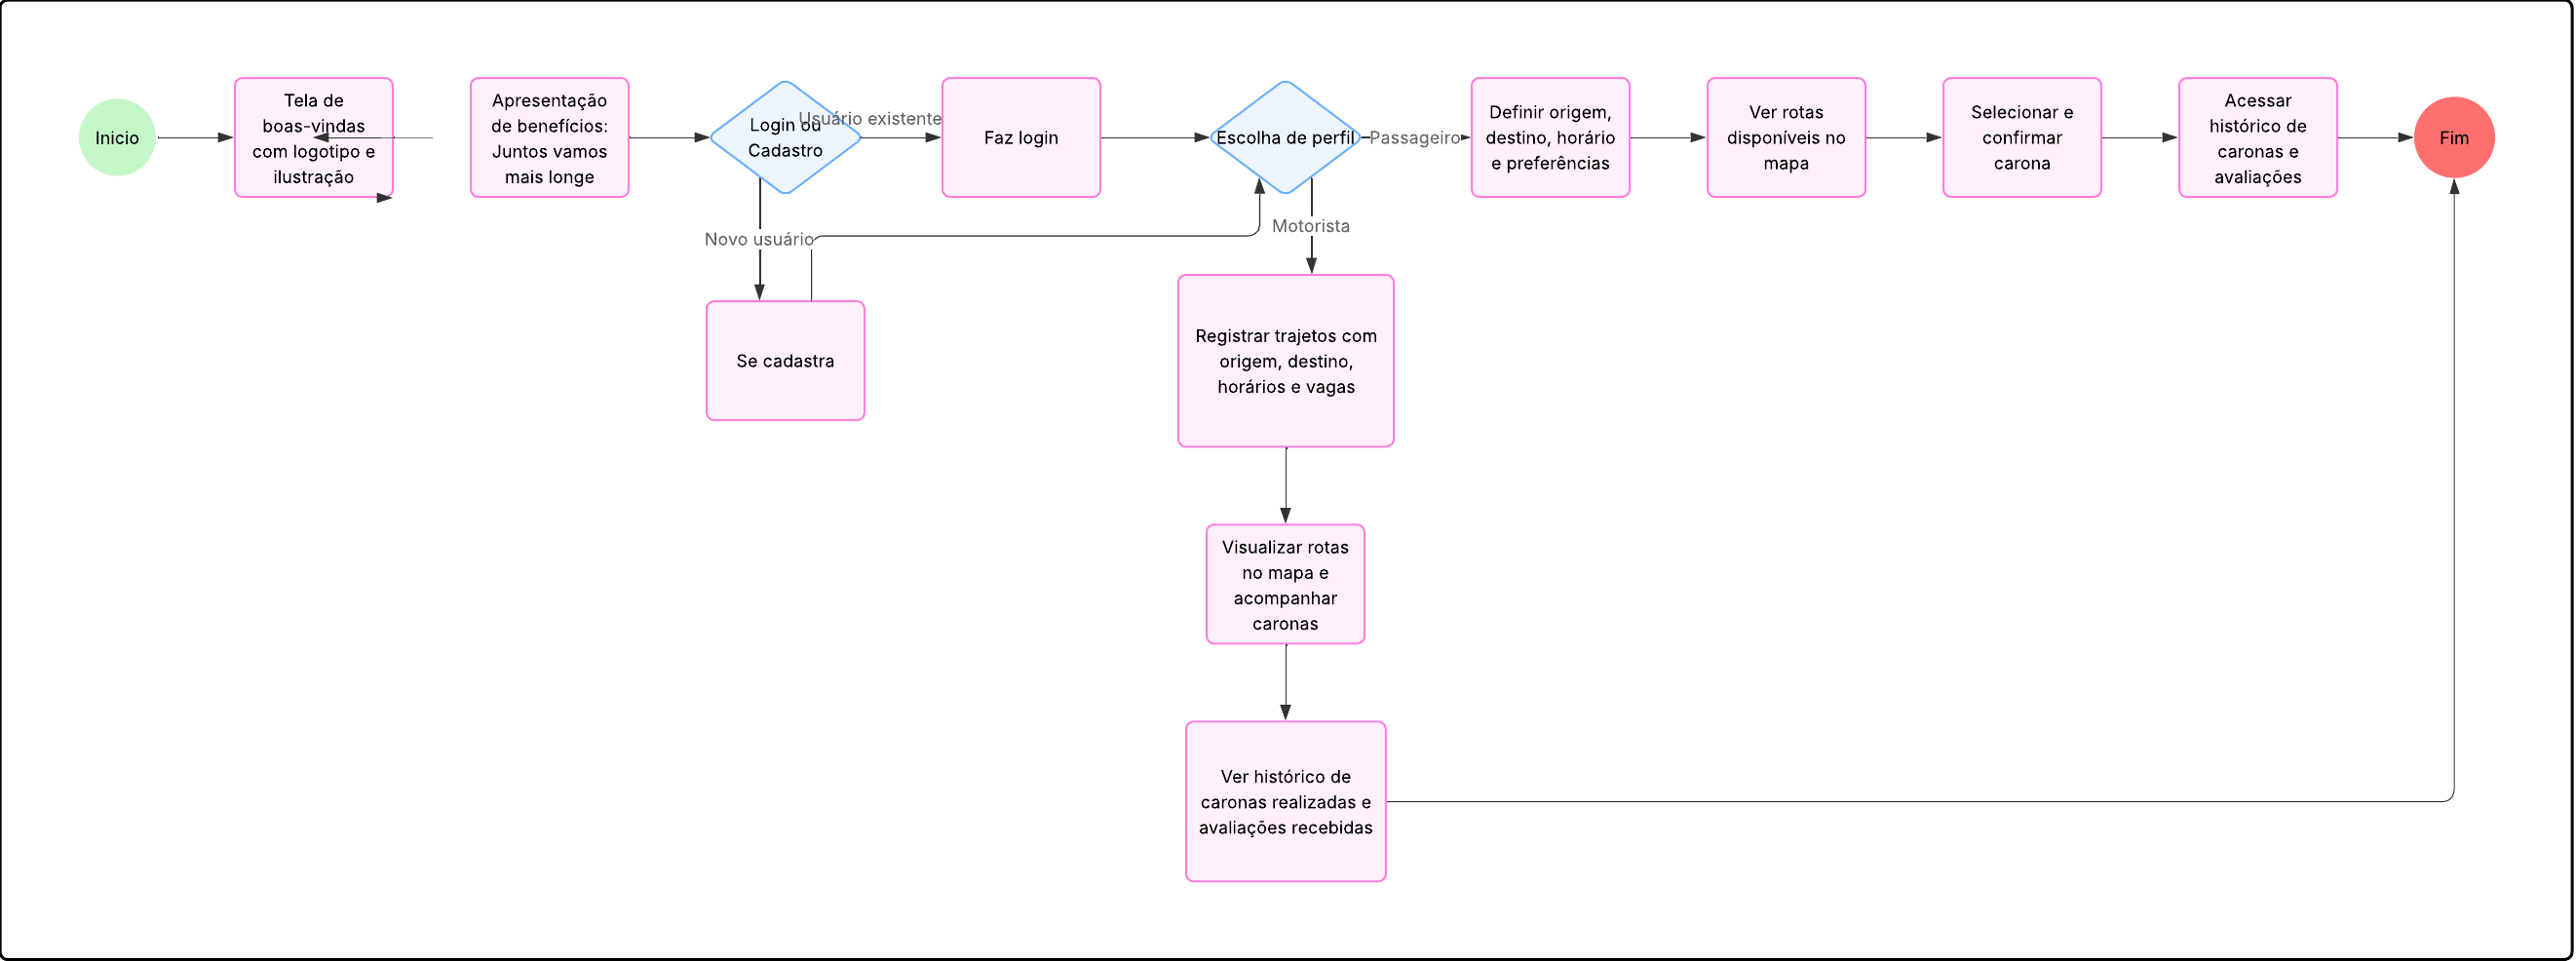 Inicio
Tela de
boas-vindas
com logotipo e
ilustração
Apresentação
de benefícios:
Juntos vamos
mais longe
Login ou
Cadastro
Usuário existente
Faz login
Escolha de perfil
Passageiro
Definir origem,
destino, horário
e preferências
Ver rotas
disponíveis no
mapa
Selecionar e
confirmar
carona
Acessar
histórico de
caronas e
avaliações
Fim
Novo usuário
Motorista
Se cadastra
Registrar trajetos com
origem, destino,
horários e vagas
Visualizar rotas
no mapa e
acompanhar
caronas
Ver histórico de
caronas realizadas e
avaliações recebidas